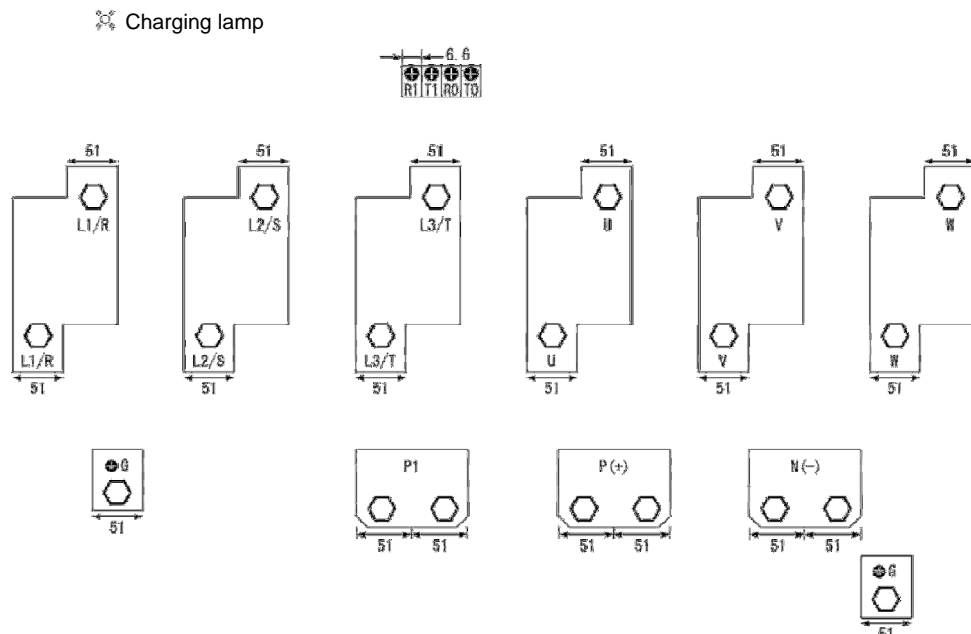 Charging lamp
6.6
R1 T1 R0 T0
51 51 51 51 51 51
L1/R L2/S L3/T U V W
L1/R L2/S L3/T U V W
51 51 51 51 51 51
G P1 P(+) N(-)
51 51 51 51 51 51 51
G
51